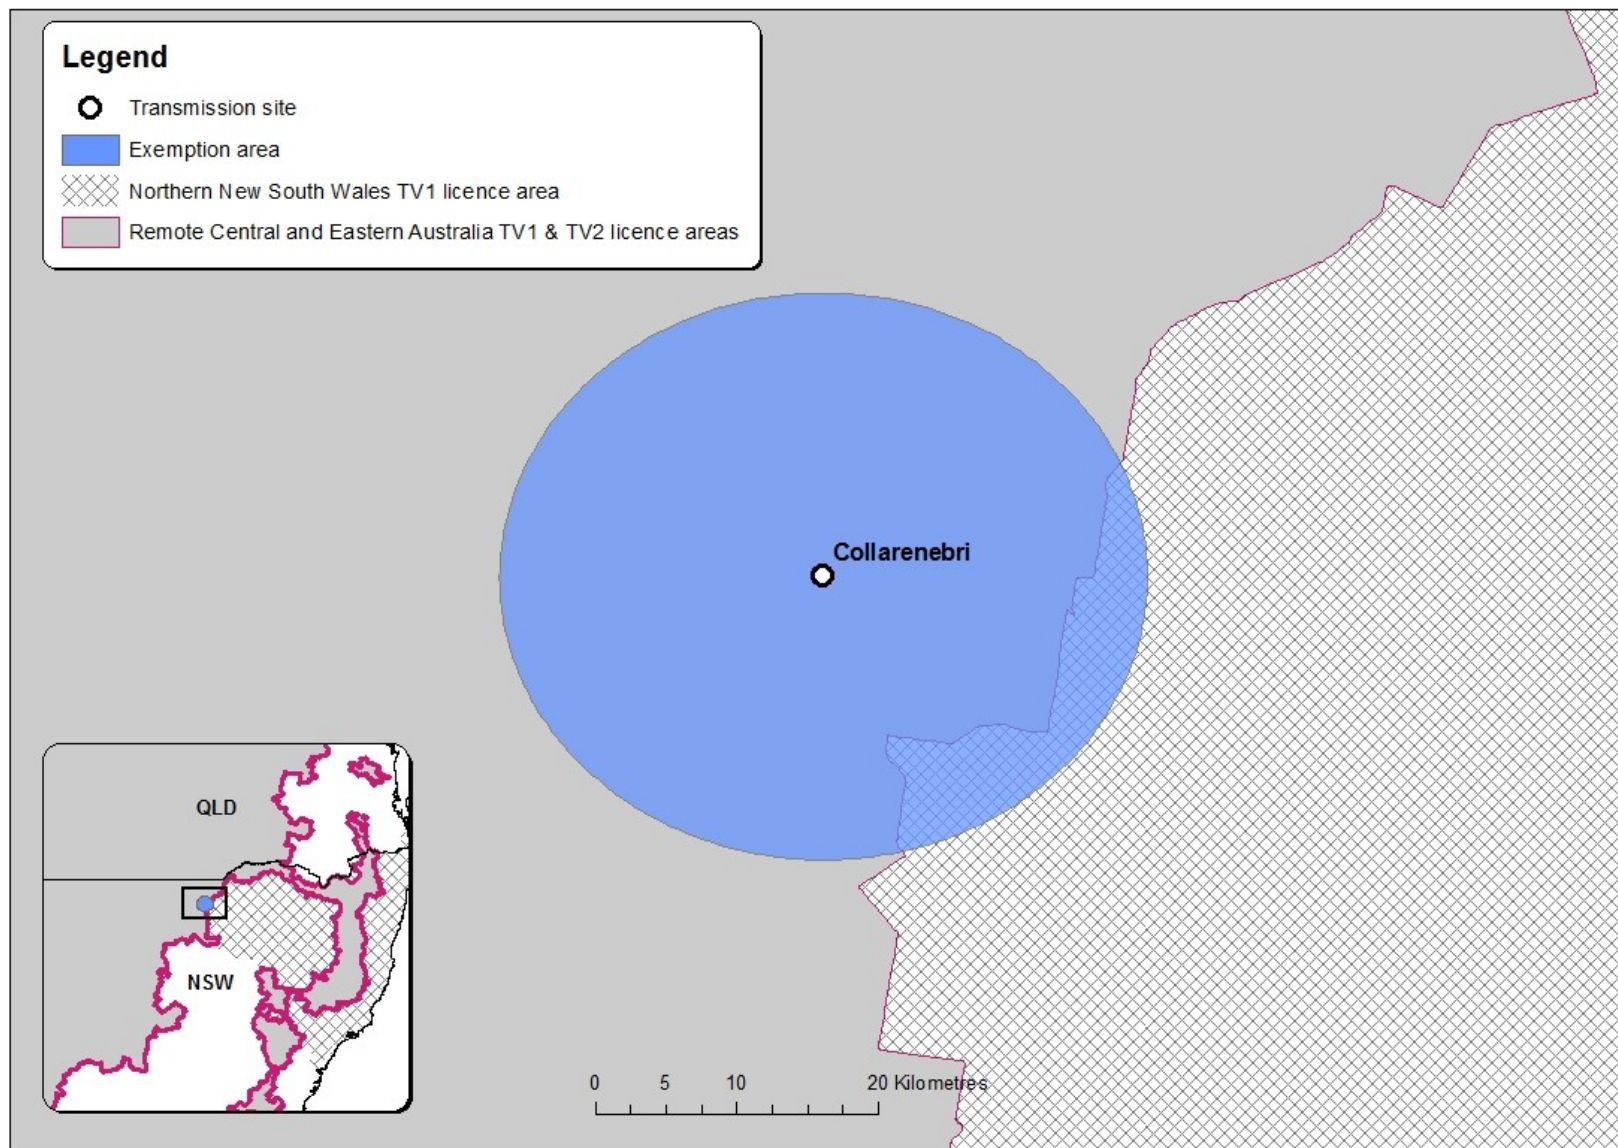 Legend
Transmission site
Exemption area
Northern New South Wales TV1 licence area
Remote Central and Eastern Australia TV1 & TV2 licence areas
Collarenebri
QLD
NSW
0 5 10 20 Kilometres